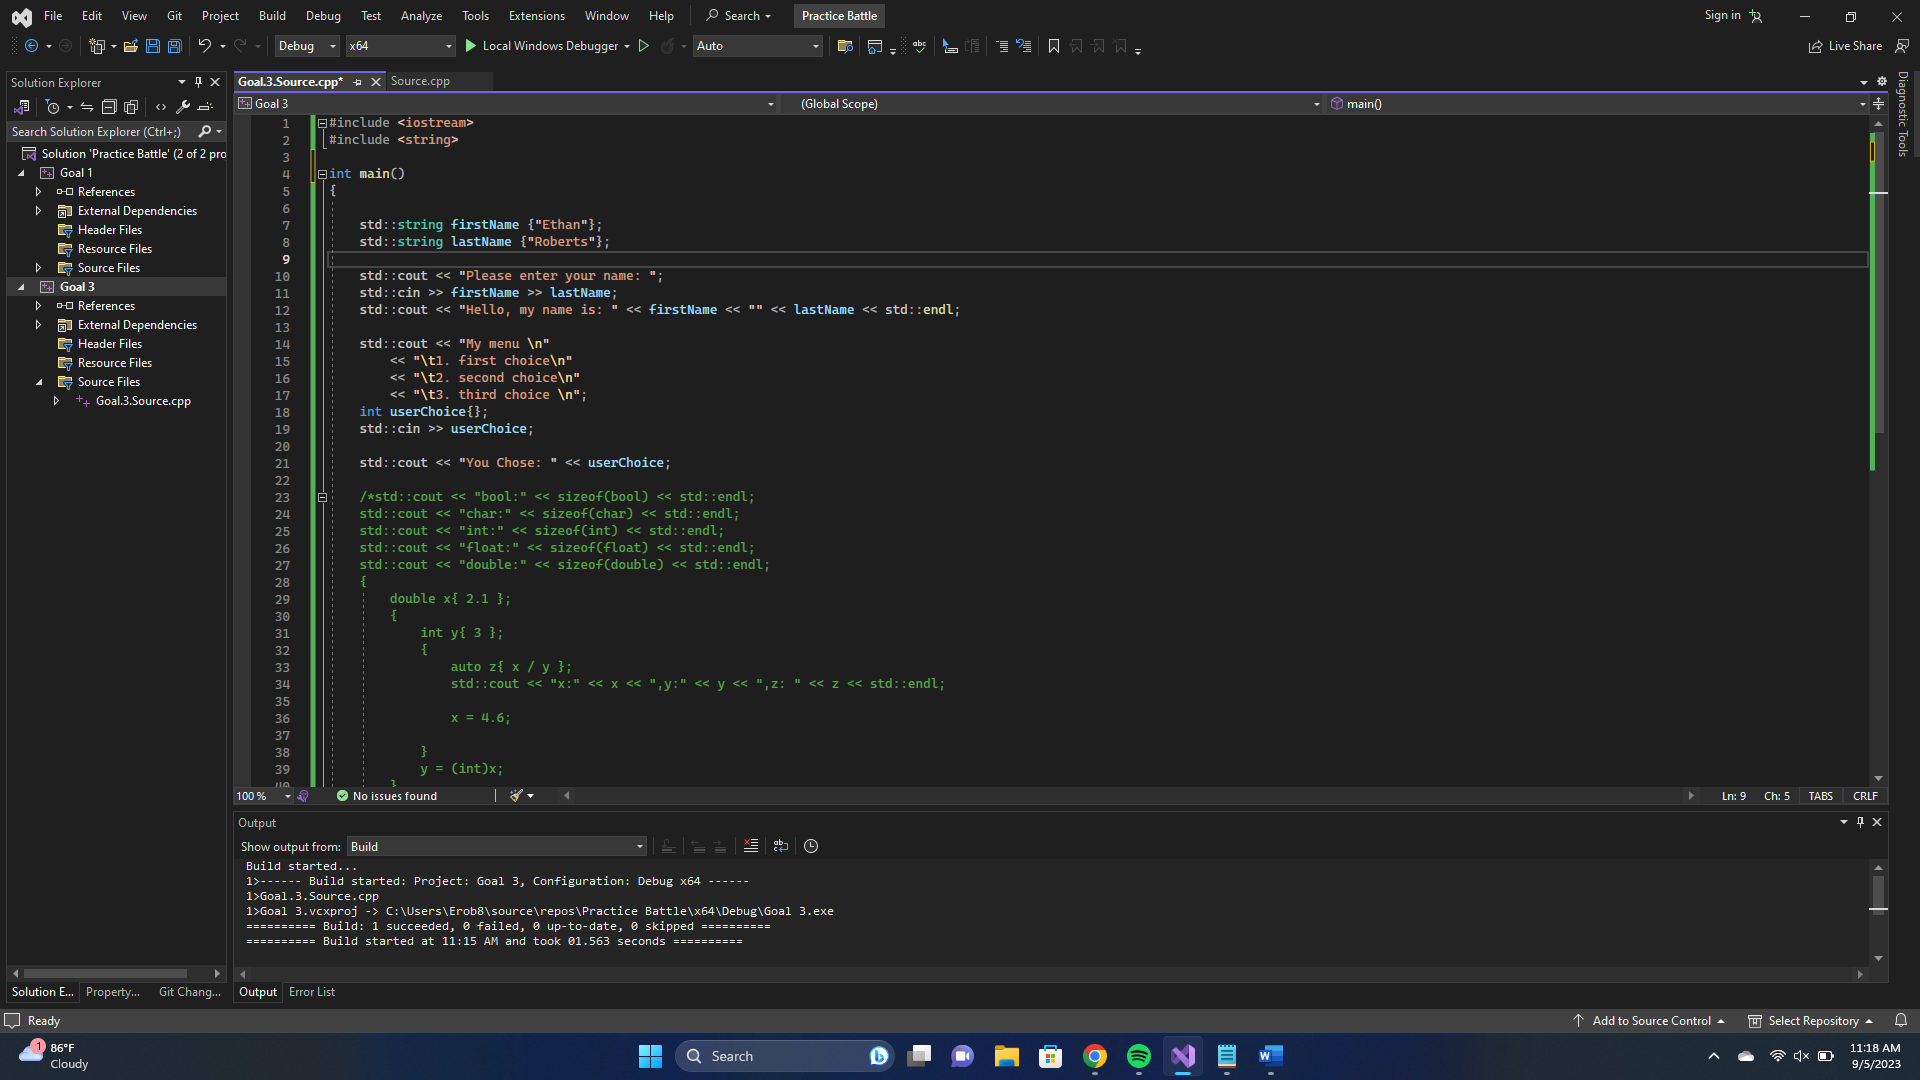 File Edit View Git Project Build Debug Test Analyze Tools Extensions Window Help Search Practice Battle Sign in
Debug x64 Local Windows Debugger Auto Live Share
Solution Explorer
Search Solution Explorer (Ctrl+;)
Solution 'Practice Battle' (2 of 2 pro
Goal 1
References
External Dependencies
Header Files
Resource Files
Source Files
Goal 3
References
External Dependencies
Header Files
Resource Files
Source Files
Goal.3.Source.cpp
Solution E... Property... Git Chang...
Goal.3.Source.cpp* Source.cpp
Goal 3 (Global Scope) main()
1 #include <iostream>
2 #include <string>
3
4 int main()
5 {
6
7 std::string firstName {"Ethan"};
8 std::string lastName {"Roberts"};
9
10 std::cout << "Please enter your name: ";
11 std::cin >> firstName >> lastName;
12 std::cout << "Hello, my name is: " << firstName << "" << lastName << std::endl;
13
14 std::cout << "My menu \n"
15 << "\t1. first choice\n"
16 << "\t2. second choice\n"
17 << "\t3. third choice \n";
18 int userChoice{};
19 std::cin >> userChoice;
20
21 std::cout << "You Chose: " << userChoice;
22
23 /*std::cout << "bool:" << sizeof(bool) << std::endl;
24 std::cout << "char:" << sizeof(char) << std::endl;
25 std::cout << "int:" << sizeof(int) << std::endl;
26 std::cout << "float:" << sizeof(float) << std::endl;
27 std::cout << "double:" << sizeof(double) << std::endl;
28 {
29 double x{ 2.1 };
30 {
31 int y{ 3 };
32 {
33 auto z{ x / y };
34 std::cout << "x:" << x << ",y:" << y << ",z: " << z << std::endl;
35
36 x = 4.6;
37
38 }
39 y = (int)x;
40 }
100 % No issues found Ln: 9 Ch: 5 TABS CRLF
Diagnostic Tools
Output
Show output from: Build
Build started...
1>------ Build started: Project: Goal 3, Configuration: Debug x64 ------
1>Goal.3.Source.cpp
1>Goal 3.vcxproj -> C:\Users\Erob8\source\repos\Practice Battle\x64\Debug\Goal 3.exe
========== Build: 1 succeeded, 0 failed, 0 up-to-date, 0 skipped ==========
========== Build started at 11:15 AM and took 01.563 seconds ==========
Output Error List
Ready Add to Source Control Select Repository
1 86°F
Cloudy
Search
11:18 AM
9/5/2023